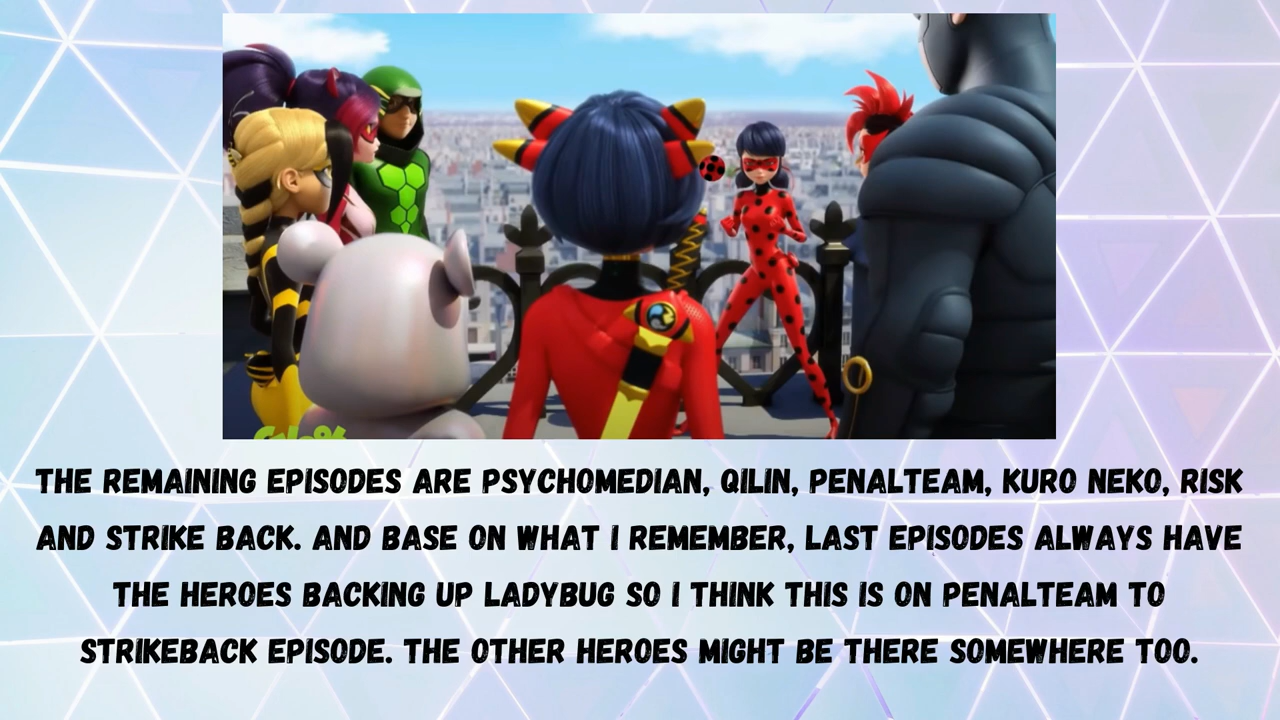 THE REMAINING EPISODES ARE PSYCHOMEDIAN, QILIN, PENALTEAM, KURO NEKO, RISK
AND STRIKE BACK. AND BASE ON WHAT I REMEMBER, LAST EPISODES ALWAYS HAVE
THE HEROES BACKING UP LADYBUG SO I THINK THIS IS ON PENALTEAM TO
STRIKEBACK EPISODE. THE OTHER HEROES MIGHT BE THERE SOMEWHERE TOO.